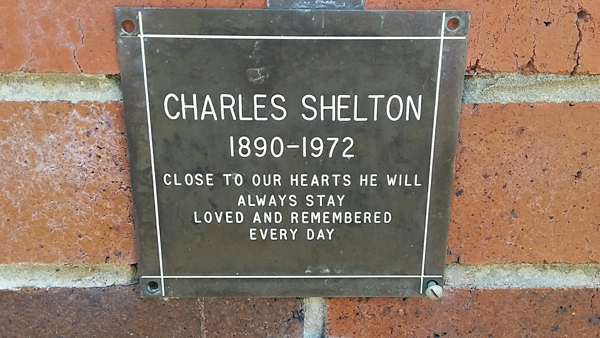 CHARLES SHELTON
1890-1972
CLOSE TO OUR HEARTS HE WILL
ALWAYS STAY
LOVED AND REMEMBERED
EVERY DAY